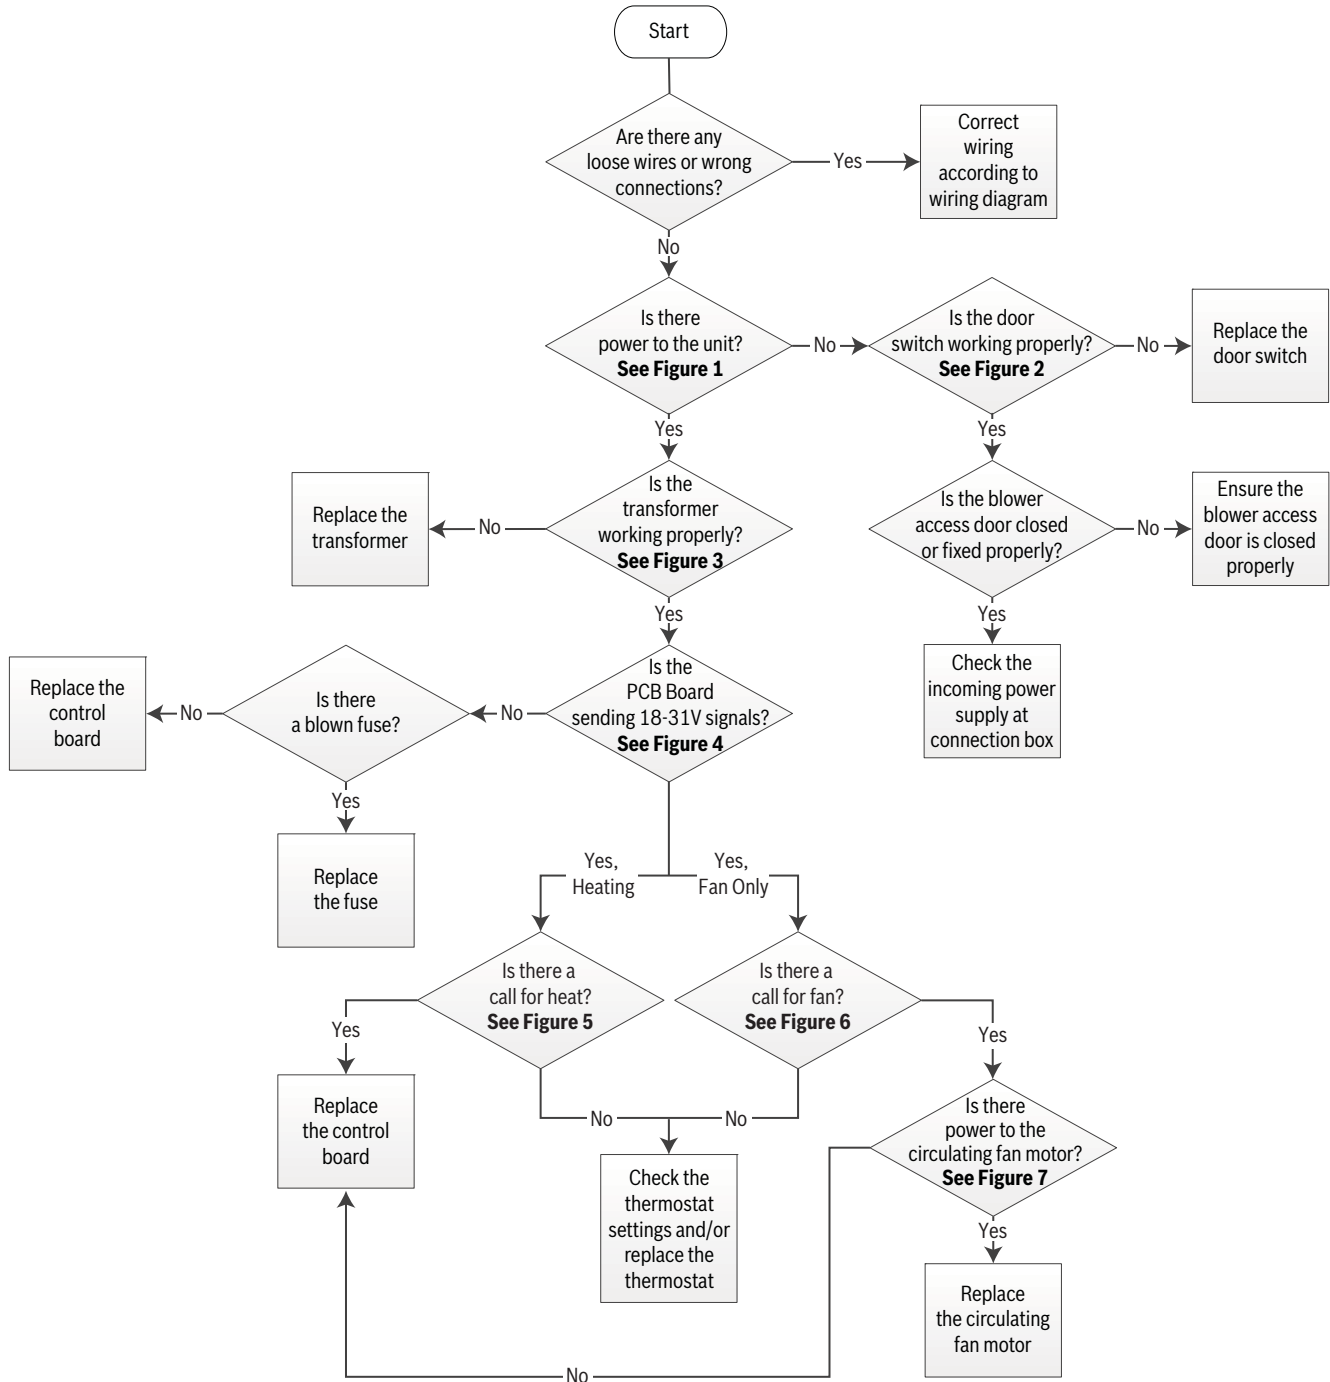 Start
Are there any
loose wires or wrong
connections?
Yes
Correct
wiring
according to
wiring diagram
No
Is there
power to the unit?
See Figure 1
No
Is the door
switch working properly?
See Figure 2
No
Replace the
door switch
Yes
Yes
Replace the
transformer
No
Is the
transformer
working properly?
See Figure 3
Is the blower
access door closed
or fixed properly?
No
Ensure the
blower access
door is closed
properly
Yes
Yes
Replace the
control
board
No
Is there
a blown fuse?
No
Is the
PCB Board
sending 18-31V signals?
See Figure 4
Check the
incoming power
supply at
connection box
Yes
Replace
the fuse
Yes,
Heating
Yes,
Fan Only
Is there a
call for heat?
See Figure 5
Is there a
call for fan?
See Figure 6
Yes
Yes
Replace
the control
board
No
No
Is there
power to the
circulating fan motor?
See Figure 7
Check the
thermostat
settings and/or
replace the
thermostat
Yes
Replace
the circulating
fan motor
No